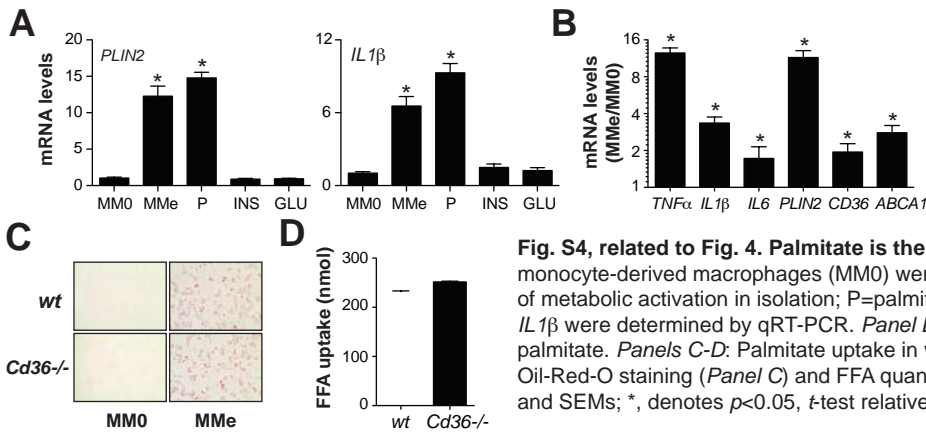 A
B
PLIN2
IL1β
mRNA levels
20
15
10
5
0
MM0 MMe P INS GLU
12
6
0
MM0 MMe P INS GLU
mRNA levels
(MMe/MM0)
16
4
2
1
TNFα IL1β IL6 PLIN2 CD36 ABCA1
* * * * * * * * * *
C
D
wt
Cd36-/-
MM0 MMe
FFA uptake (nmol)
300
200
100
0
wt Cd36-/-
Fig. S4, related to Fig. 4. Palmitate is the
monocyte-derived macrophages (MM0) were
of metabolic activation in isolation; P=palmit
IL1β were determined by qRT-PCR. Panel
palmitate. Panels C-D: Palmitate uptake in
Oil-Red-O staining (Panel C) and FFA quan
and SEMs; *, denotes p<0.05, t-test relative